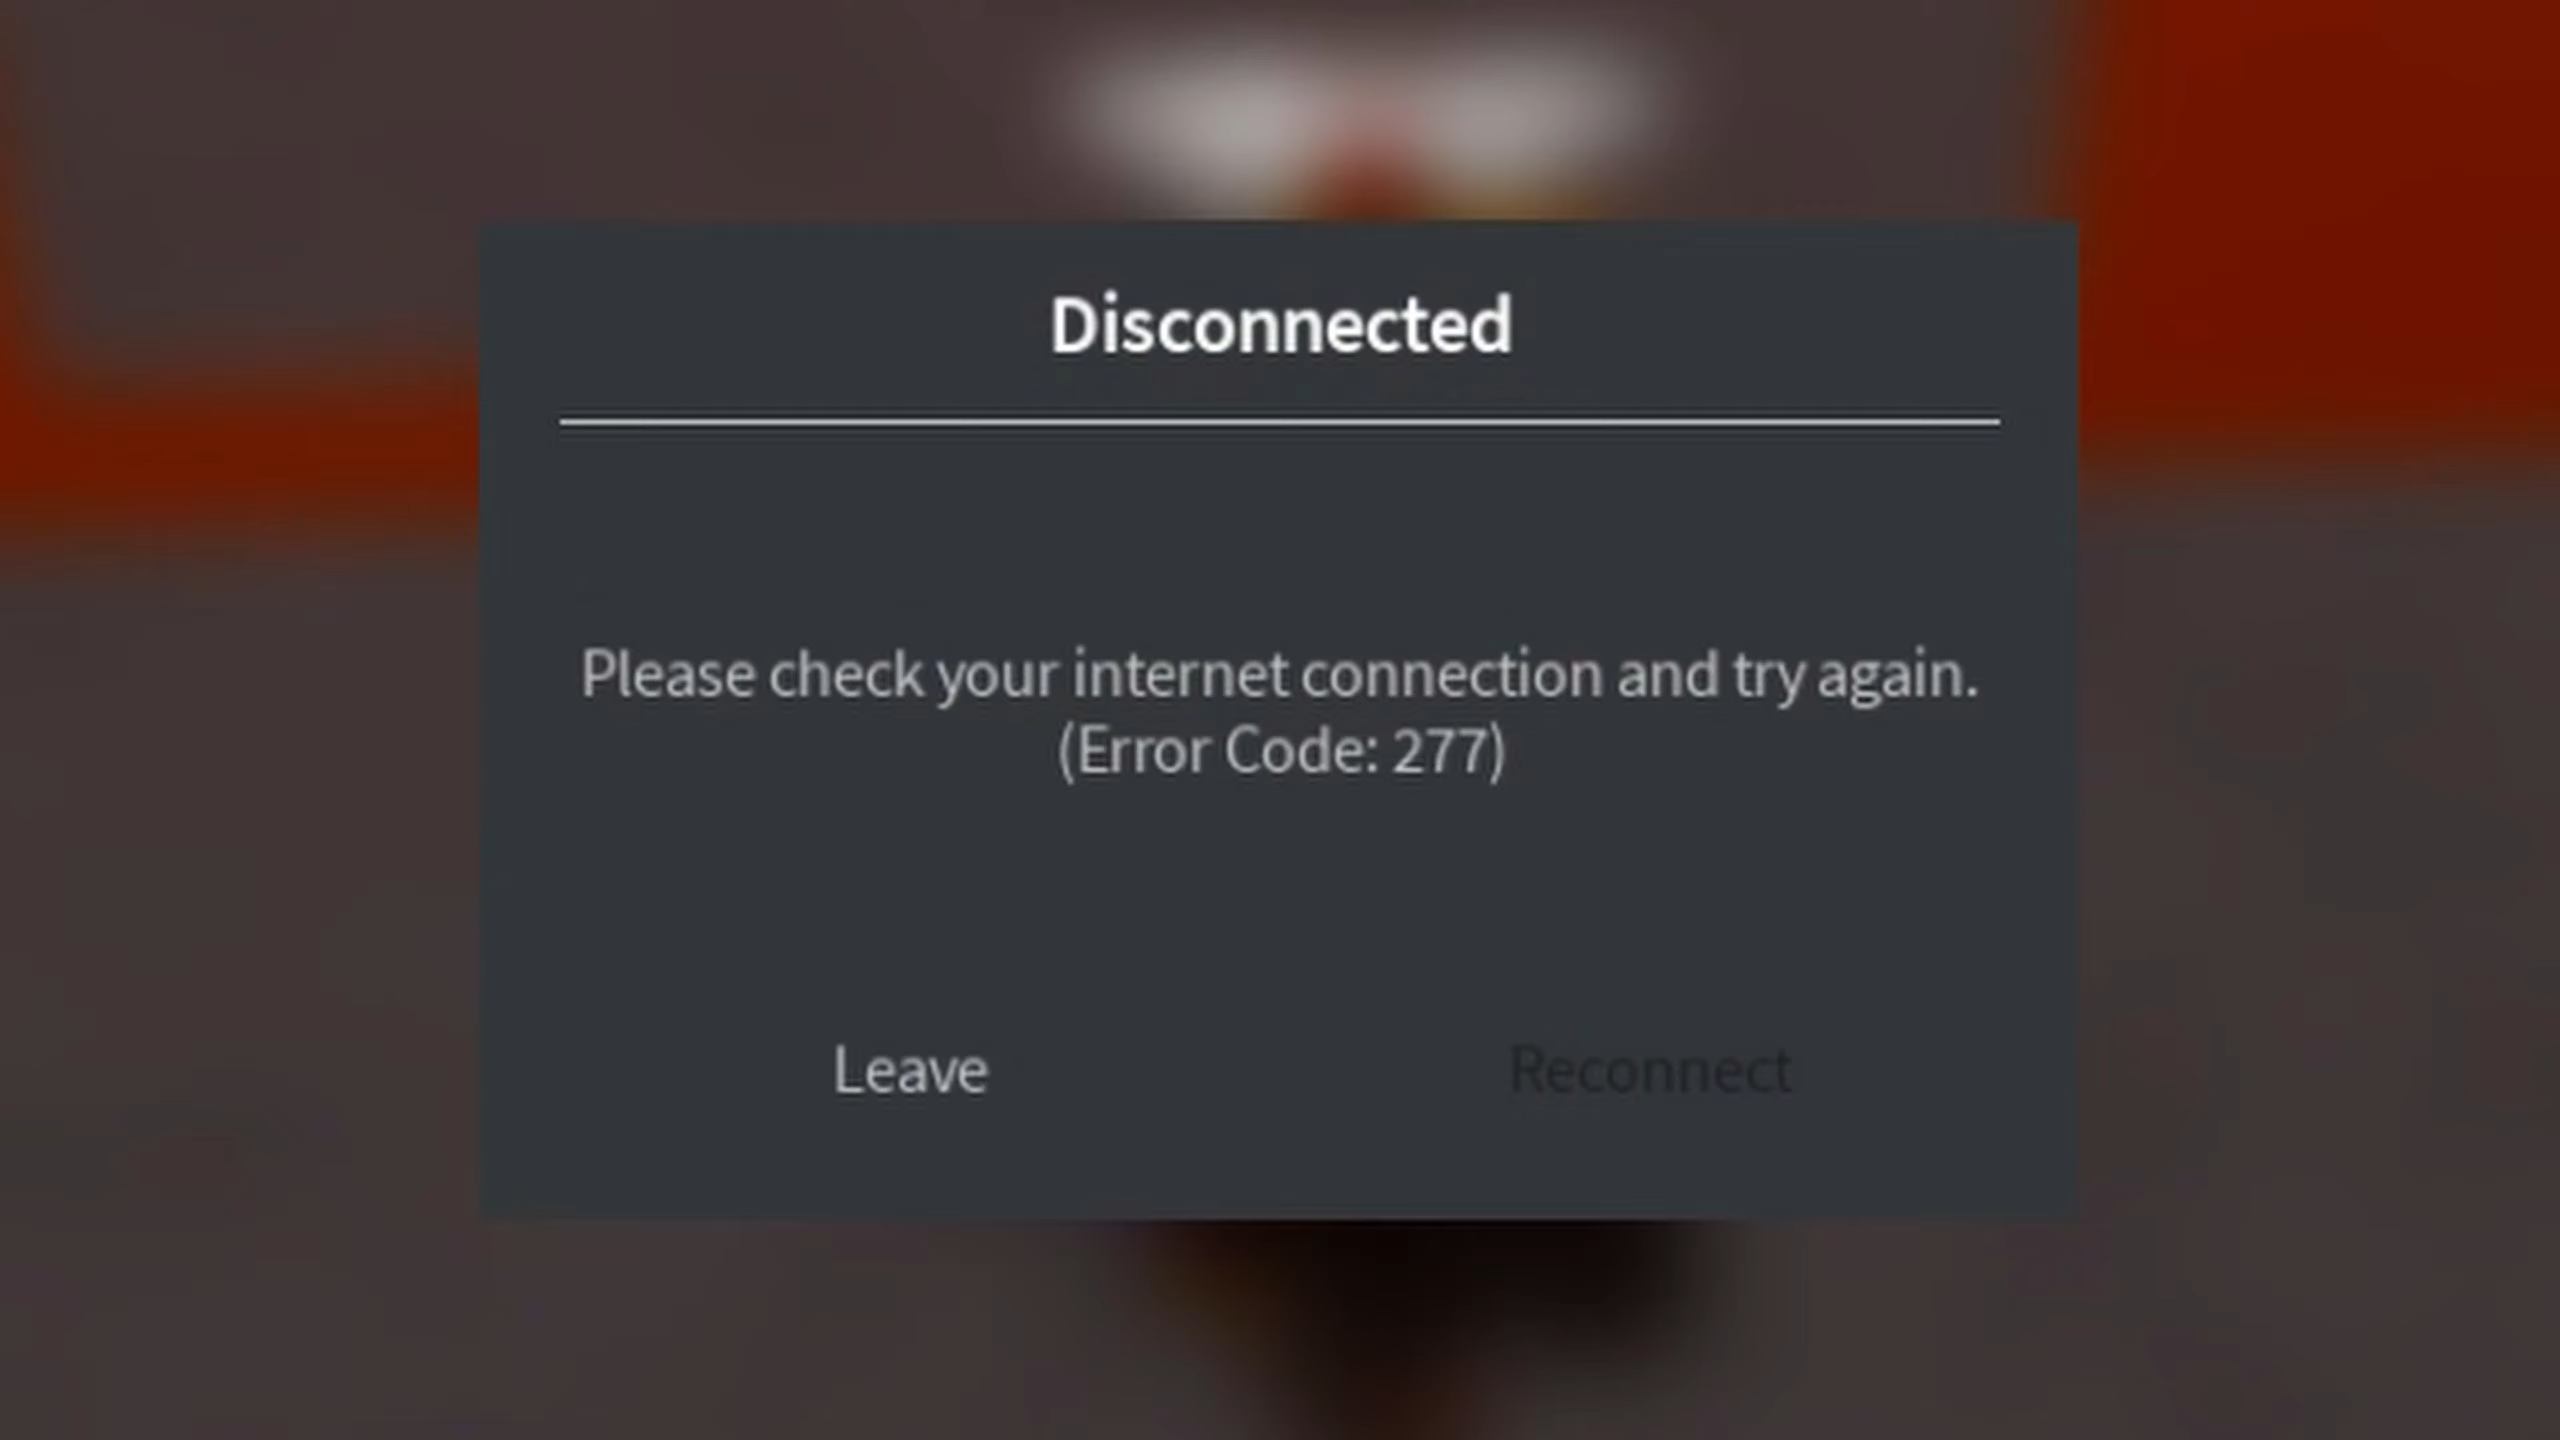 Disconnected
Please check your internet connection and try again.
(Error Code: 277)
Leave
Reconnect